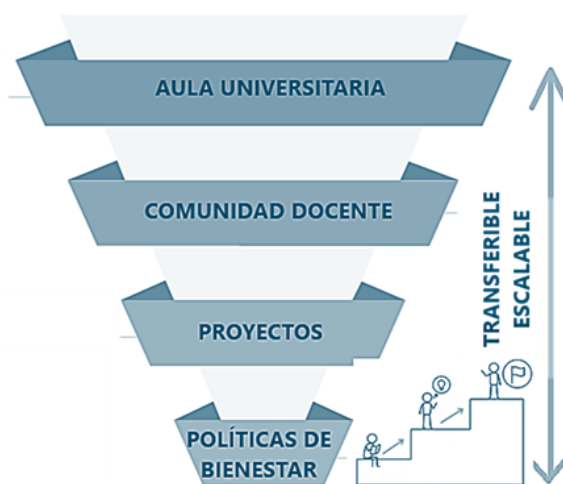 AULA UNIVERSITARIA
COMUNIDAD DOCENTE
PROYECTOS
POLÍTICAS DE
BIENESTAR
TRANSFERIBLE
ESCALABLE